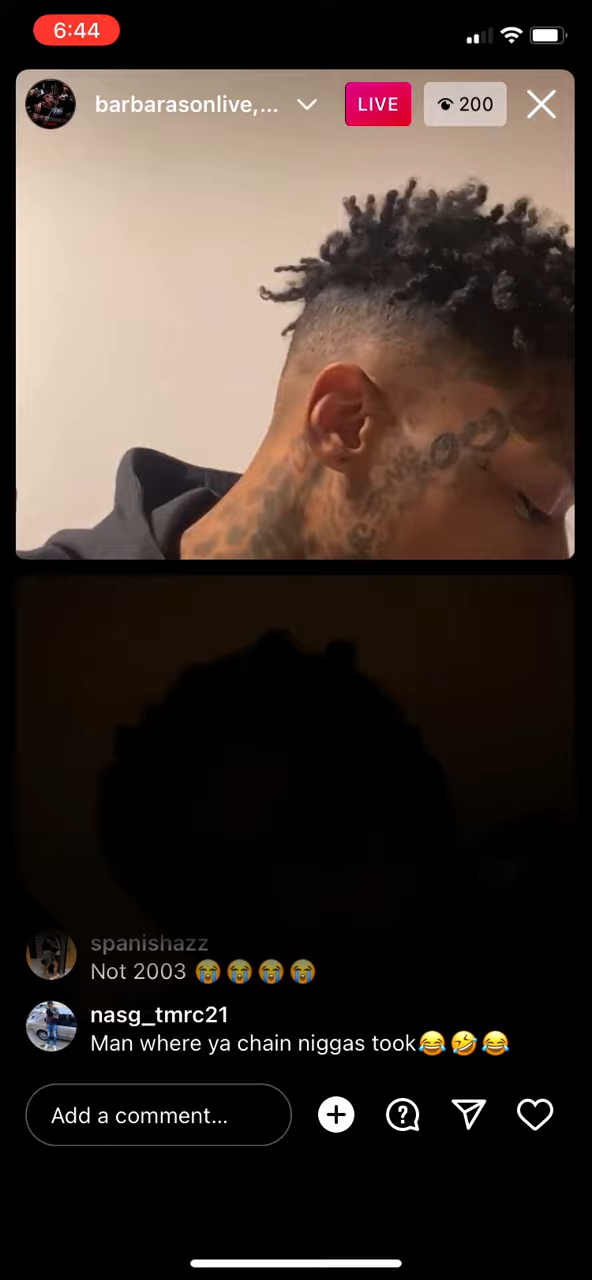 6:44
barbarasonlive,...
LIVE
200
spanishazz
Not 2003 😭😭😭😭
nasg_tmrc21
Man where ya chain niggas took😂🤣😂
Add a comment...